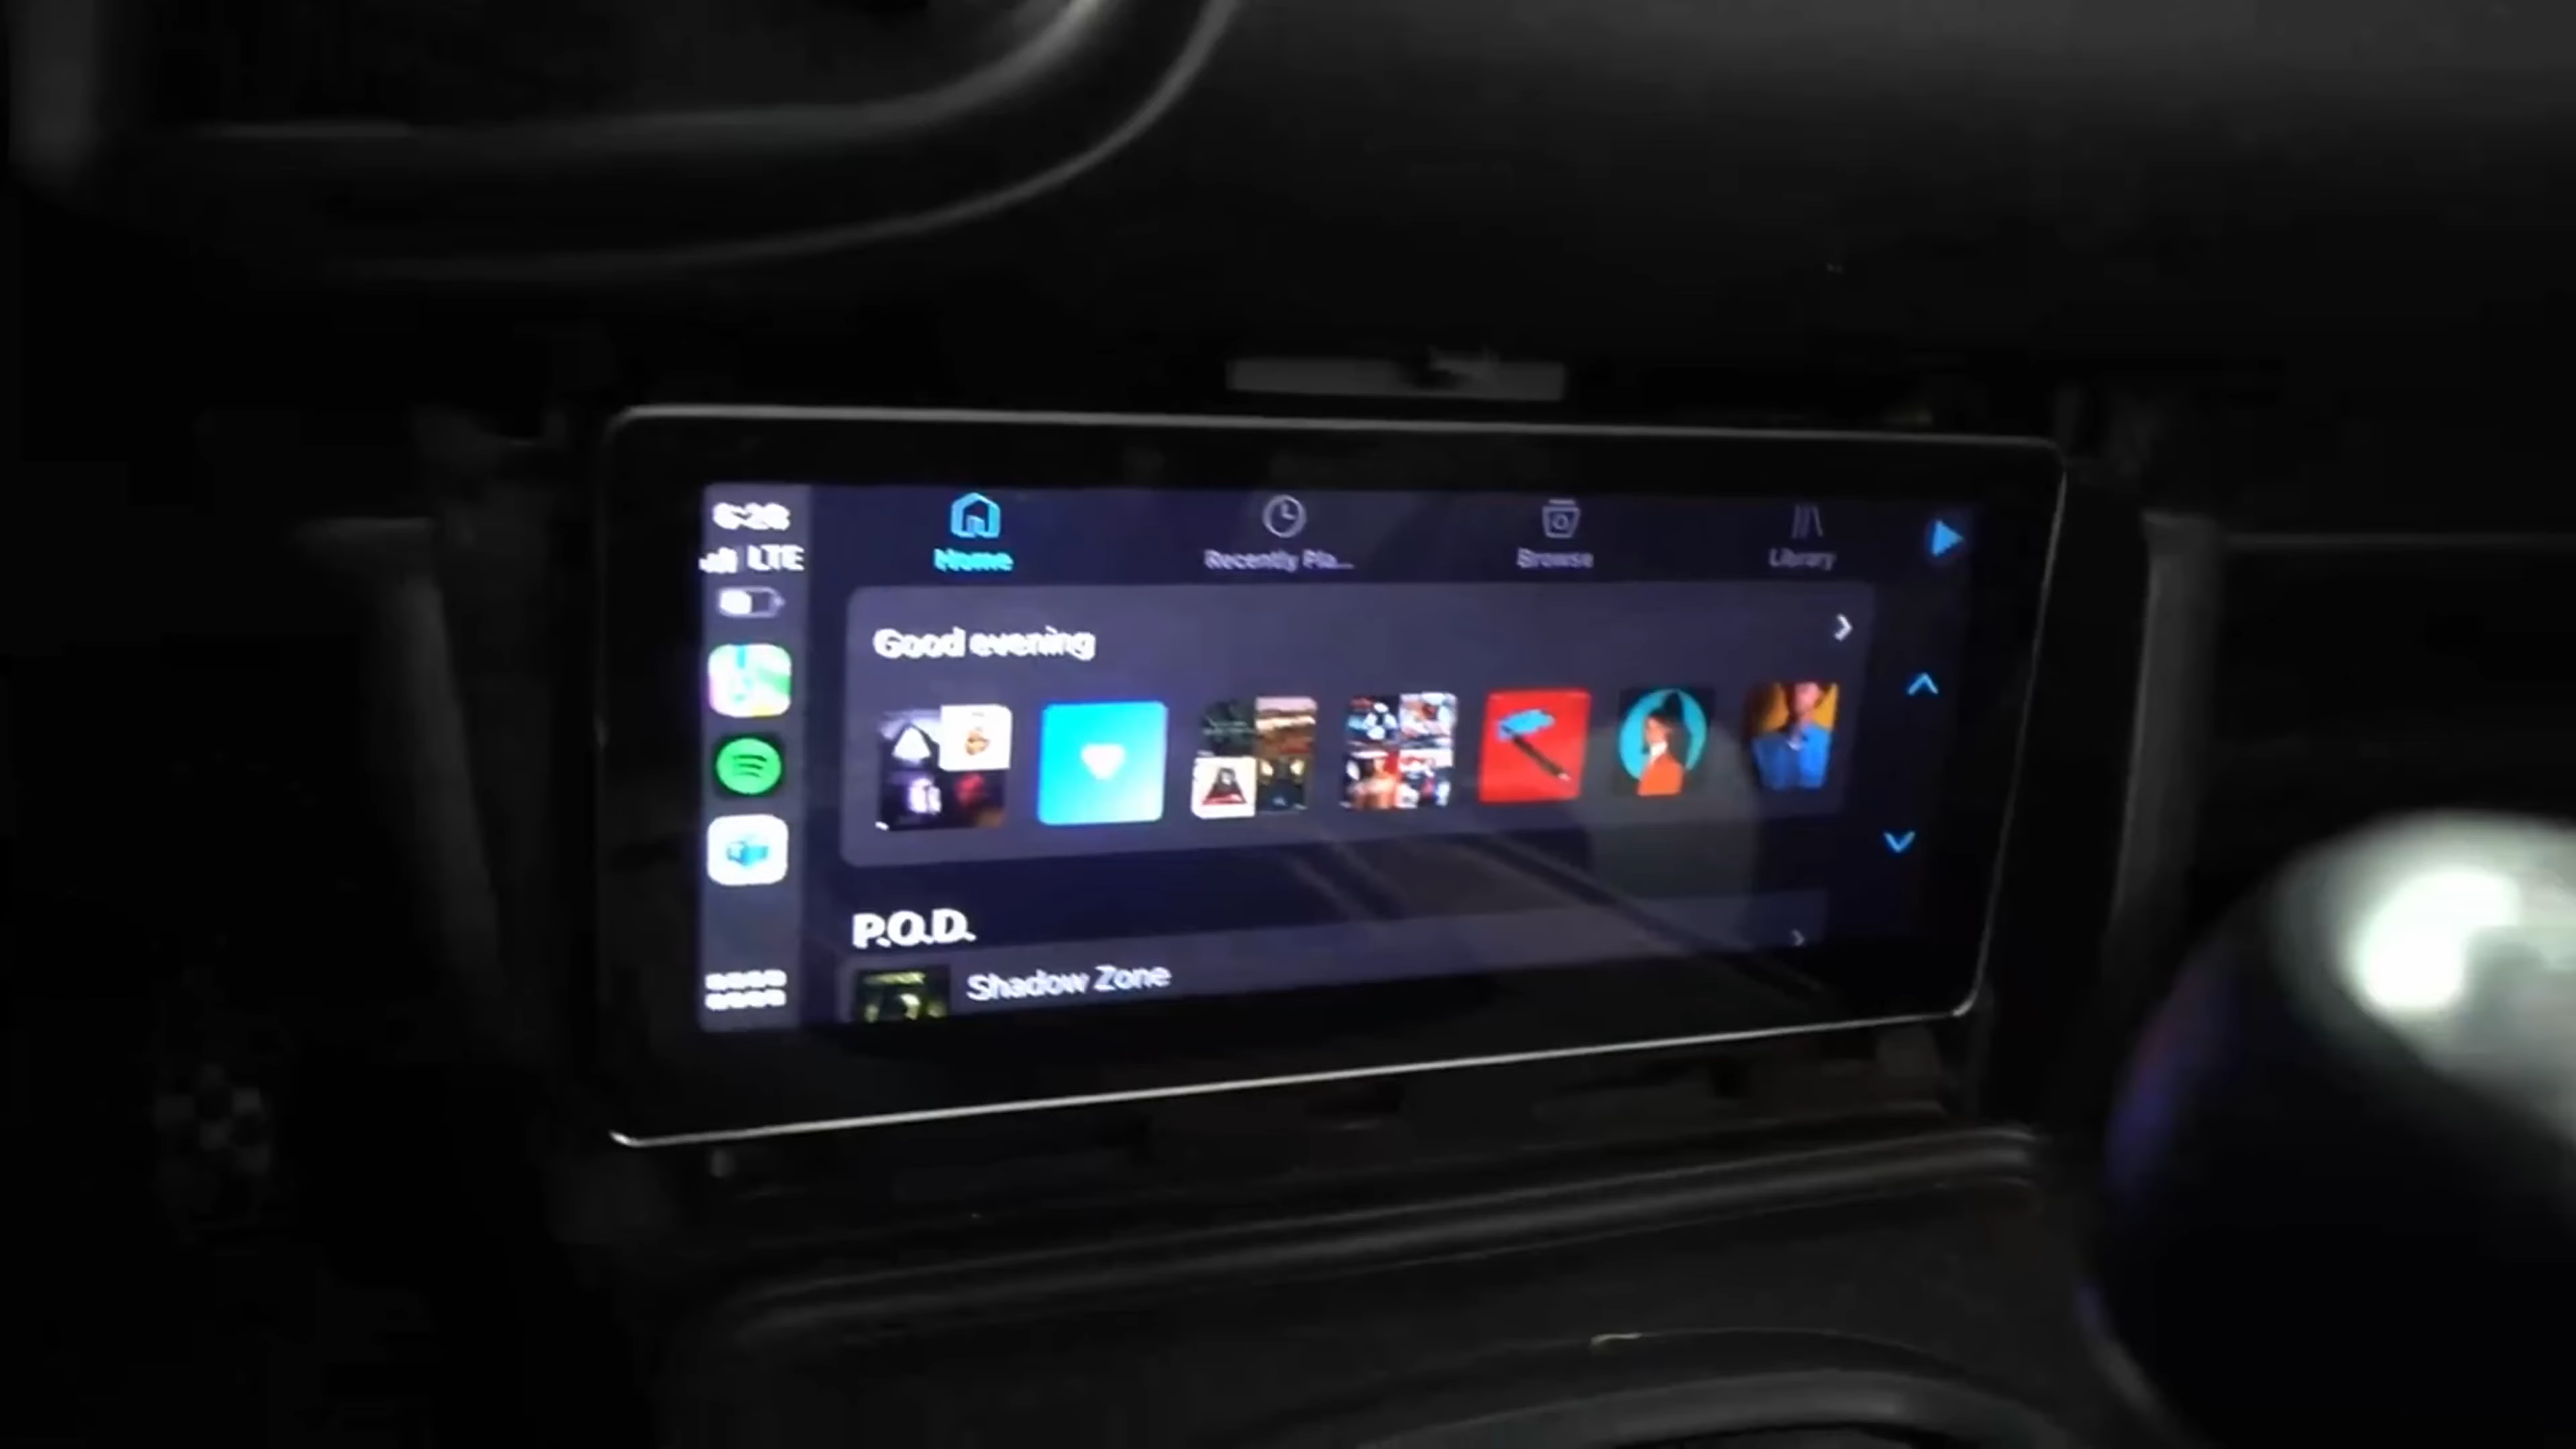 LTE
Home
Recently Pla...
Browse
Library
Good evening
P.O.D.
Shadow Zone